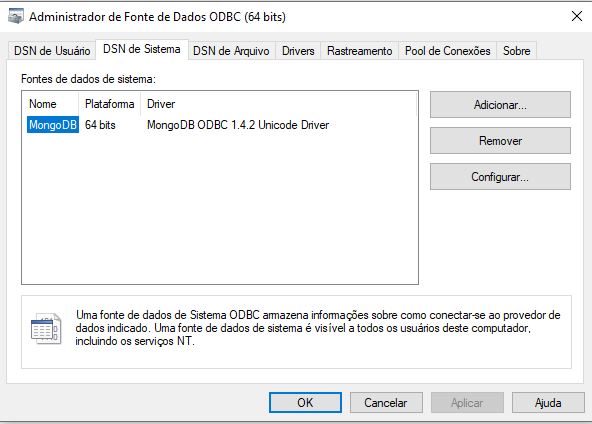 Administrador de Fonte de Dados ODBC (64 bits)
DSN de Usuário DSN de Sistema DSN de Arquivo Drivers Rastreamento Pool de Conexões Sobre
Fontes de dados de sistema:
Nome Plataforma Driver
MongoDB 64 bits MongoDB ODBC 1.4.2 Unicode Driver
Adicionar...
Remover
Configurar...
Uma fonte de dados de Sistema ODBC armazena informações sobre como conectar-se ao provedor de
dados indicado. Uma fonte de dados de sistema é visível a todos os usuários deste computador,
incluindo os serviços NT.
OK Cancelar Aplicar Ajuda